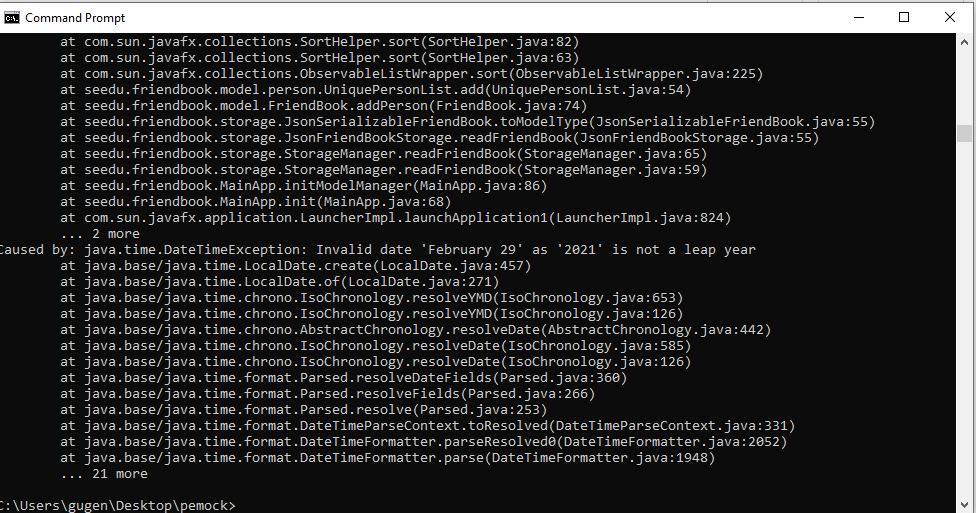 Command Prompt
at com.sun.javafx.collections.SortHelper.sort(SortHelper.java:82)
at com.sun.javafx.collections.SortHelper.sort(SortHelper.java:63)
at com.sun.javafx.collections.ObservableListWrapper.sort(ObservableListWrapper.java:225)
at seedu.friendbook.model.person.UniquePersonList.add(UniquePersonList.java:54)
at seedu.friendbook.model.FriendBook.addPerson(FriendBook.java:74)
at seedu.friendbook.storage.JsonSerializableFriendBook.toModelType(JsonSerializableFriendBook.java:55)
at seedu.friendbook.storage.JsonFriendBookStorage.readFriendBook(JsonFriendBookStorage.java:55)
at seedu.friendbook.storage.StorageManager.readFriendBook(StorageManager.java:65)
at seedu.friendbook.storage.StorageManager.readFriendBook(StorageManager.java:59)
at seedu.friendbook.MainApp.initModelManager(MainApp.java:86)
at seedu.friendbook.MainApp.init(MainApp.java:68)
at com.sun.javafx.application.LauncherImpl.launchApplication1(LauncherImpl.java:824)
... 2 more
Caused by: java.time.DateTimeException: Invalid date 'February 29' as '2021' is not a leap year
at java.base/java.time.LocalDate.create(LocalDate.java:457)
at java.base/java.time.LocalDate.of(LocalDate.java:271)
at java.base/java.time.chrono.IsoChronology.resolveYMD(IsoChronology.java:653)
at java.base/java.time.chrono.IsoChronology.resolveYMD(IsoChronology.java:126)
at java.base/java.time.chrono.AbstractChronology.resolveDate(AbstractChronology.java:442)
at java.base/java.time.chrono.IsoChronology.resolveDate(IsoChronology.java:585)
at java.base/java.time.chrono.IsoChronology.resolveDate(IsoChronology.java:126)
at java.base/java.time.format.Parsed.resolveDateFields(Parsed.java:360)
at java.base/java.time.format.Parsed.resolveFields(Parsed.java:266)
at java.base/java.time.format.Parsed.resolve(Parsed.java:253)
at java.base/java.time.format.DateTimeParseContext.toResolved(DateTimeParseContext.java:331)
at java.base/java.time.format.DateTimeFormatter.parseResolved0(DateTimeFormatter.java:2052)
at java.base/java.time.format.DateTimeFormatter.parse(DateTimeFormatter.java:1948)
... 21 more
C:\Users\gugen\Desktop\pemock>